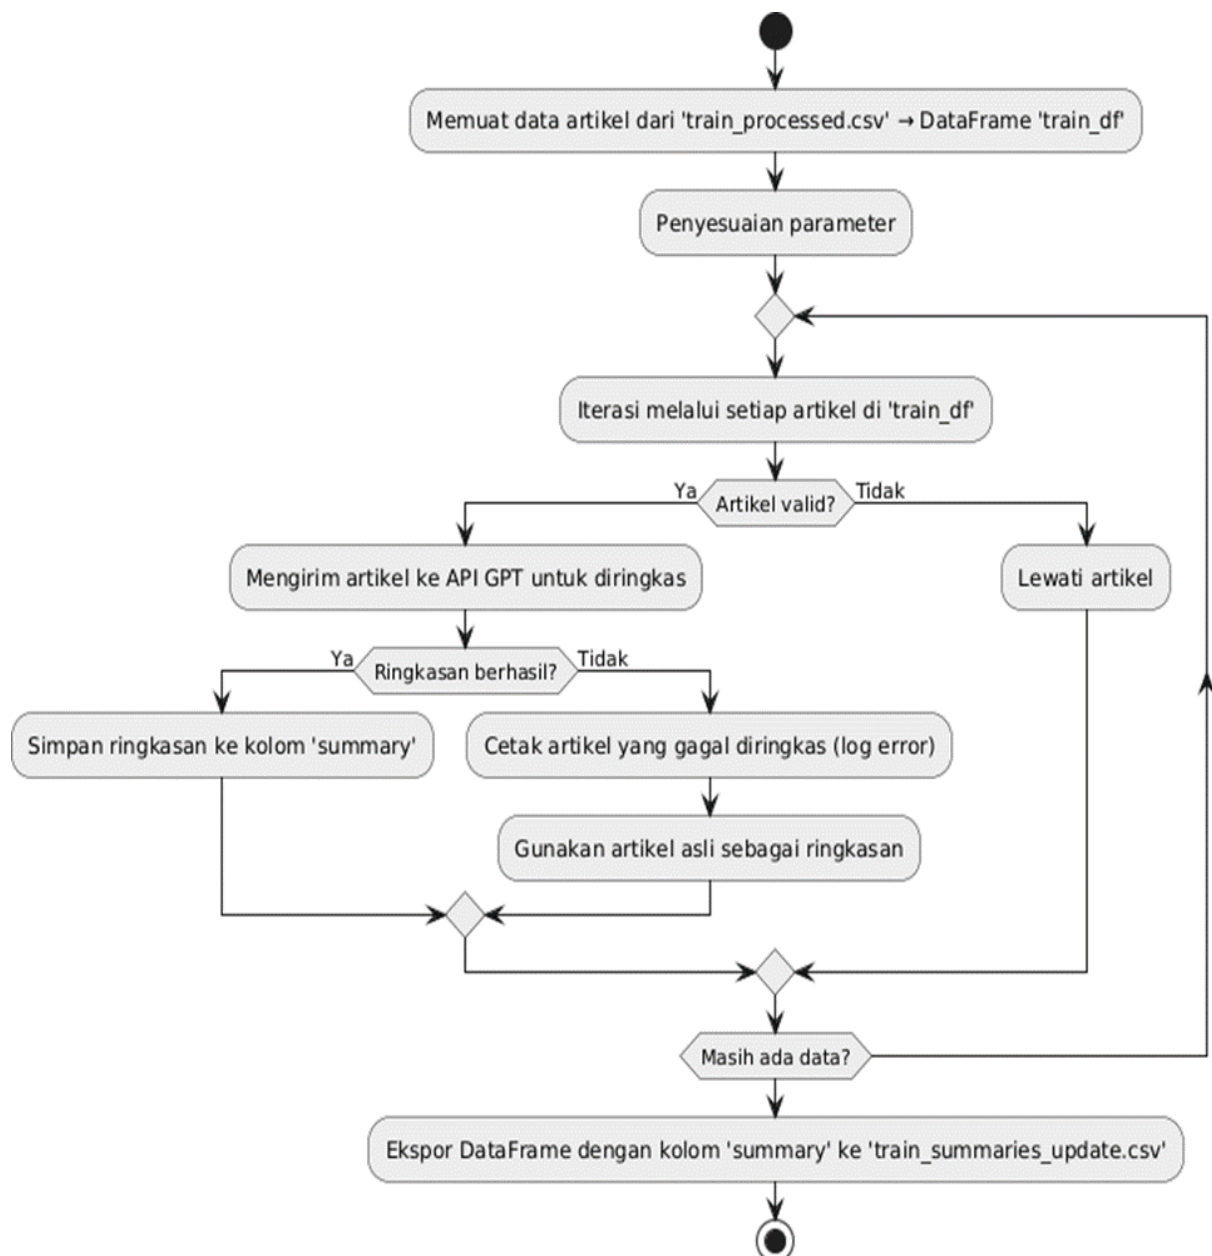 Memuat data artikel dari 'train_processed.csv' → DataFrame 'train_df'
Penyesuaian parameter
Iterasi melalui setiap artikel di 'train_df'
Ya
Artikel valid?
Tidak
Mengirim artikel ke API GPT untuk diringkas
Lewati artikel
Ya
Ringkasan berhasil?
Tidak
Simpan ringkasan ke kolom 'summary'
Cetak artikel yang gagal diringkas (log error)
Gunakan artikel asli sebagai ringkasan
Masih ada data?
Ekspor DataFrame dengan kolom 'summary' ke 'train_summaries_update.csv'